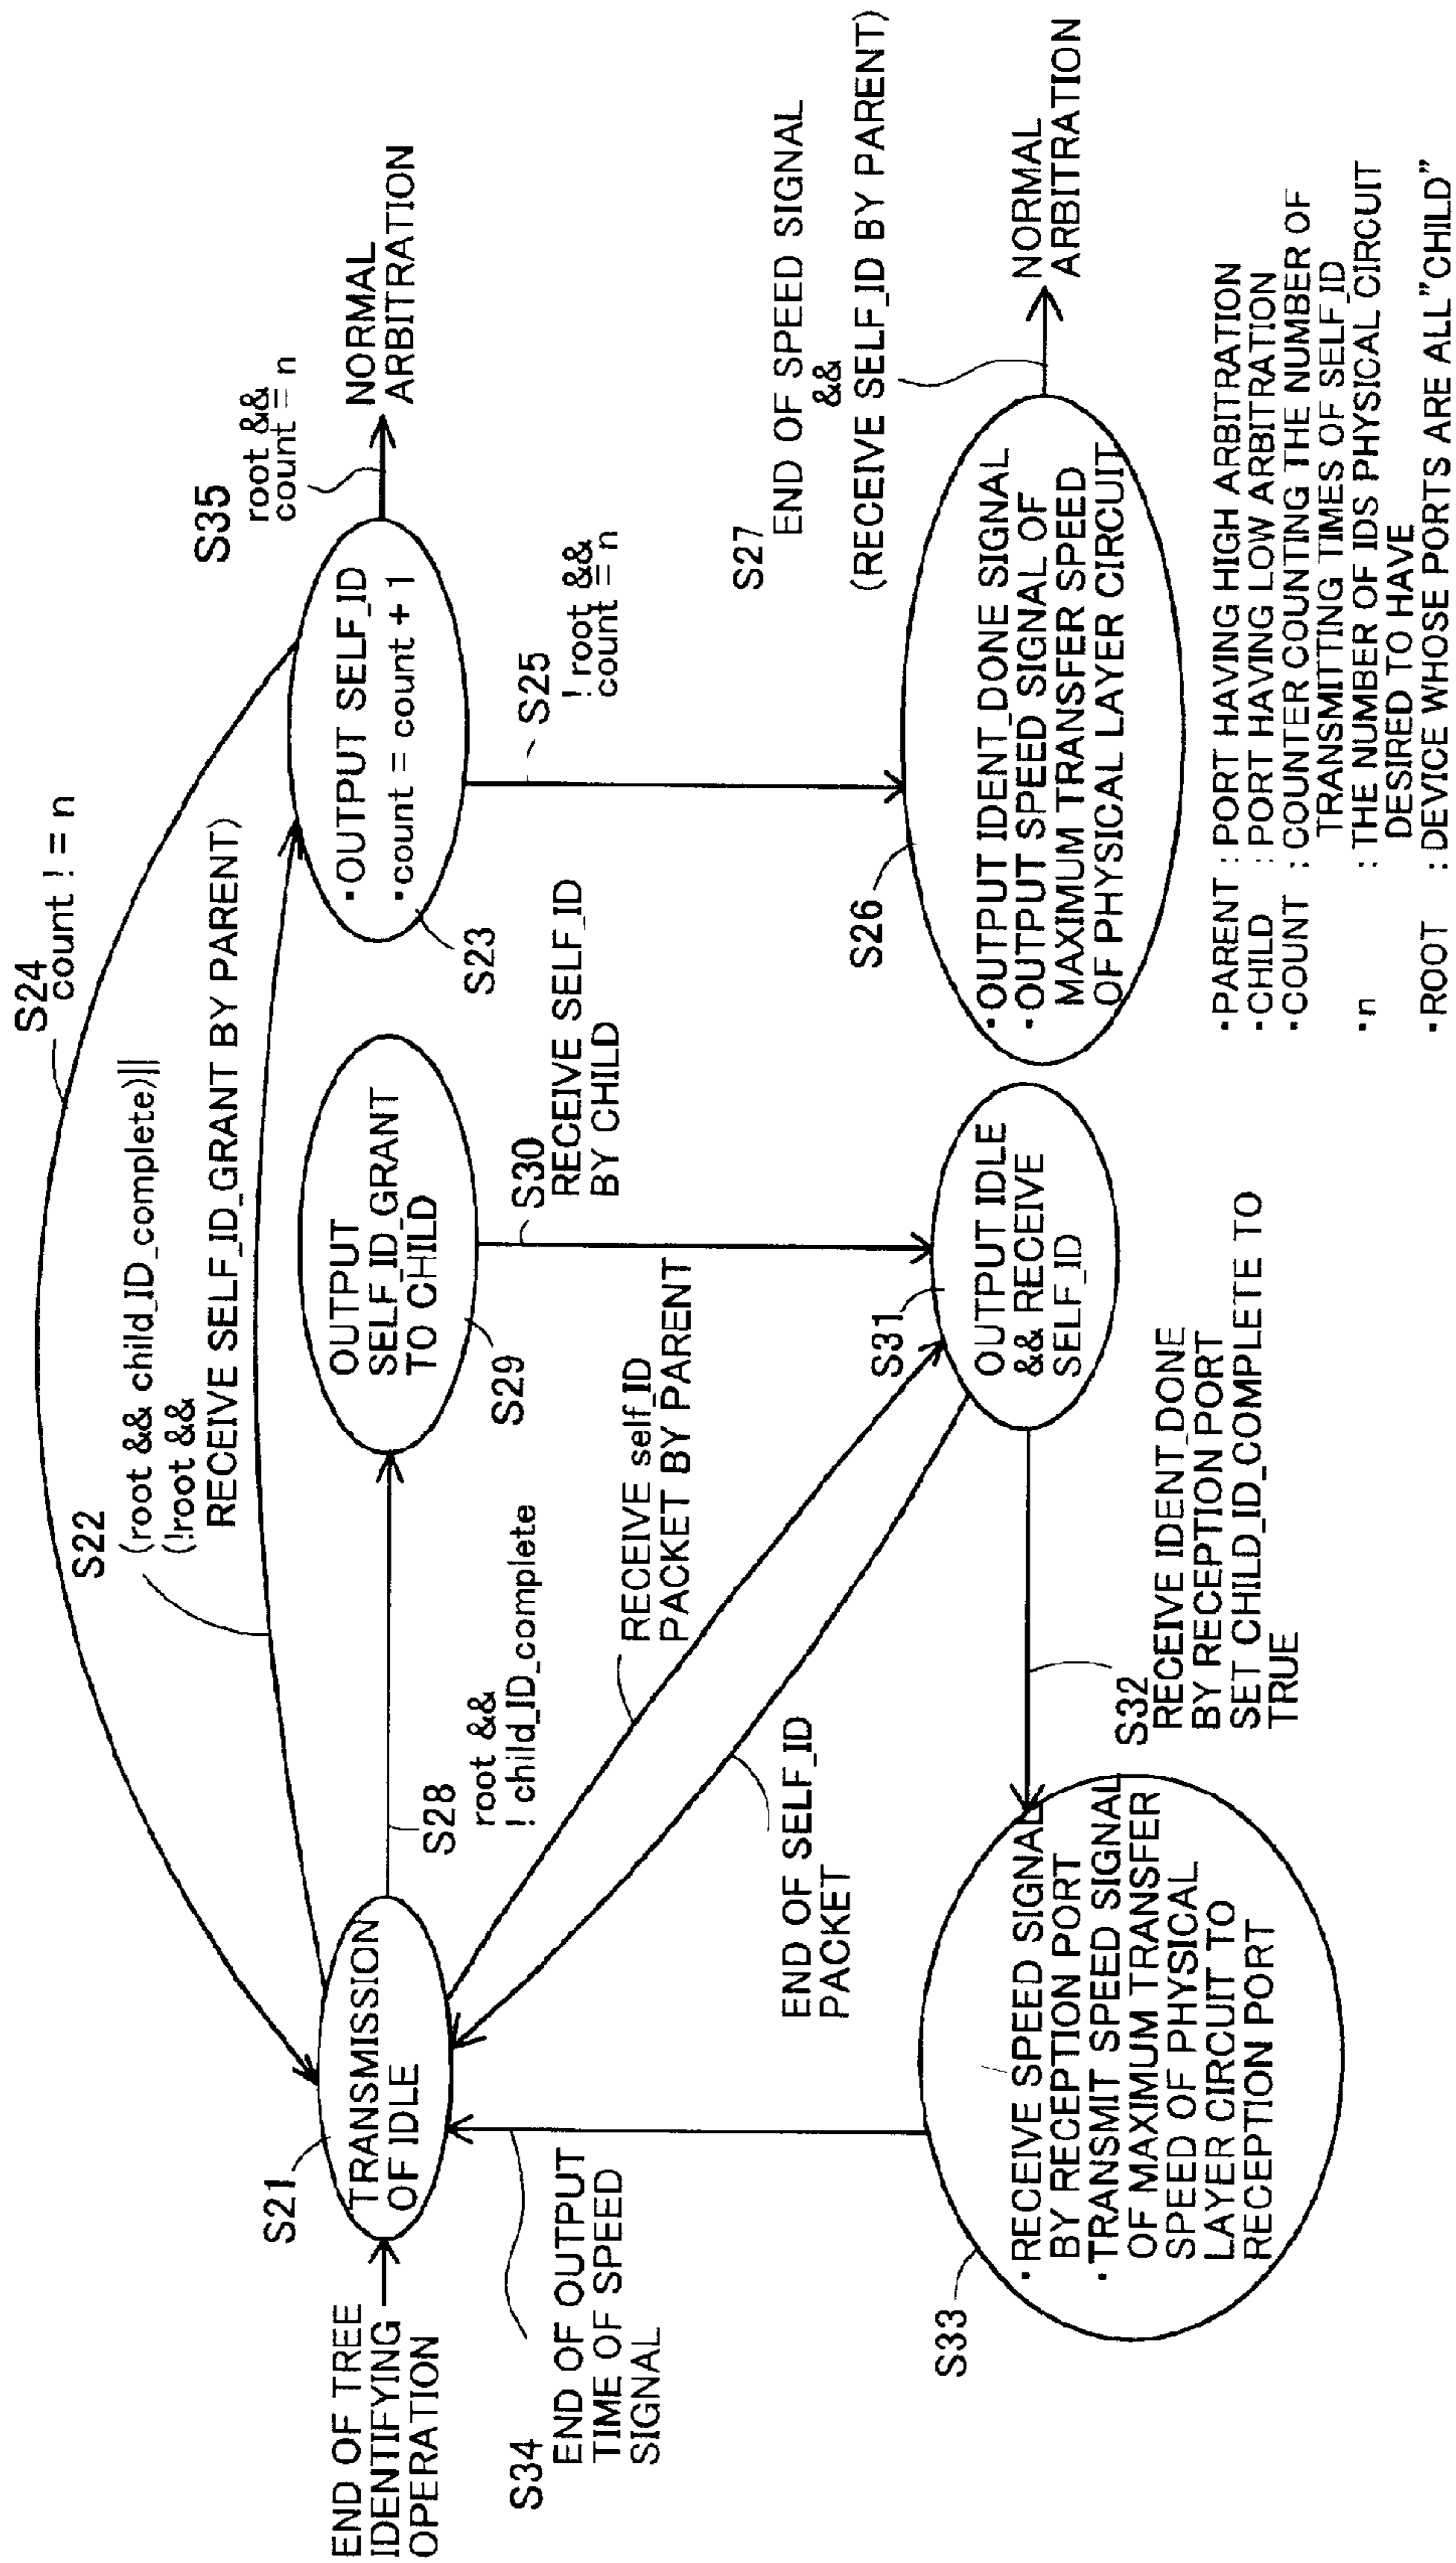 END OF TREE
IDENTIFYING
OPERATION
S21
TRANSMISSION
OF IDLE
S22
(root && child_ID_complete)||
(!root &&
RECEIVE SELF_ID_GRANT BY PARENT)
S24
count ! = n
S28
root &&
! child_ID_complete
OUTPUT
SELF_ID_GRANT
TO CHILD
S29
S30
RECEIVE SELF_ID
BY CHILD
・OUTPUT SELF_ID
・count = count + 1
S23
S35
root &&
count = n
NORMAL
ARBITRATION
S25
! root &&
count = n
S34
END OF OUTPUT
TIME OF SPEED
SIGNAL
END OF SELF_ID
PACKET
RECEIVE self_ID
PACKET BY PARENT
S31
OUTPUT IDLE
&& RECEIVE
SELF_ID
S32
RECEIVE IDENT_DONE
BY RECEPTION PORT
SET CHILD_ID_COMPLETE TO
TRUE
S33
・RECEIVE SPEED SIGNAL
BY RECEPTION PORT
・TRANSMIT SPEED SIGNAL
OF MAXIMUM TRANSFER
SPEED OF PHYSICAL
LAYER CIRCUIT TO
RECEPTION PORT
S26
・OUTPUT IDENT_DONE SIGNAL
・OUTPUT SPEED SIGNAL OF
MAXIMUM TRANSFER SPEED
OF PHYSICAL LAYER CIRCUIT
S27
END OF SPEED SIGNAL
&&
(RECEIVE SELF_ID BY PARENT)
NORMAL
ARBITRATION
・PARENT : PORT HAVING HIGH ARBITRATION
・CHILD : PORT HAVING LOW ARBITRATION
・COUNT : COUNTER COUNTING THE NUMBER OF
TRANSMITTING TIMES OF SELF_ID
・n : THE NUMBER OF IDS PHYSICAL CIRCUIT
DESIRED TO HAVE
・ROOT : DEVICE WHOSE PORTS ARE ALL "CHILD"